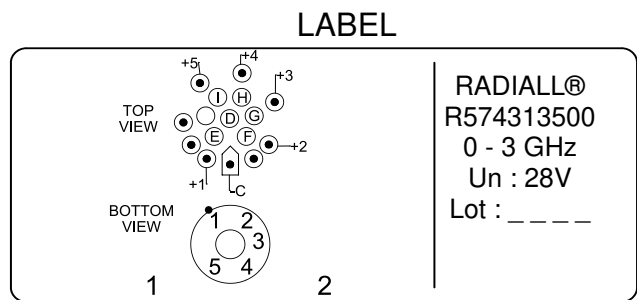 LABEL
+5
+4
+3
I
H
TOP
VIEW
D
G
E
F
+2
+1
-C
BOTTOM
VIEW
1
2
3
5
4
1
2
RADIALL®
R574313500
0 - 3 GHz
Un : 28V
Lot : _ _ _ _